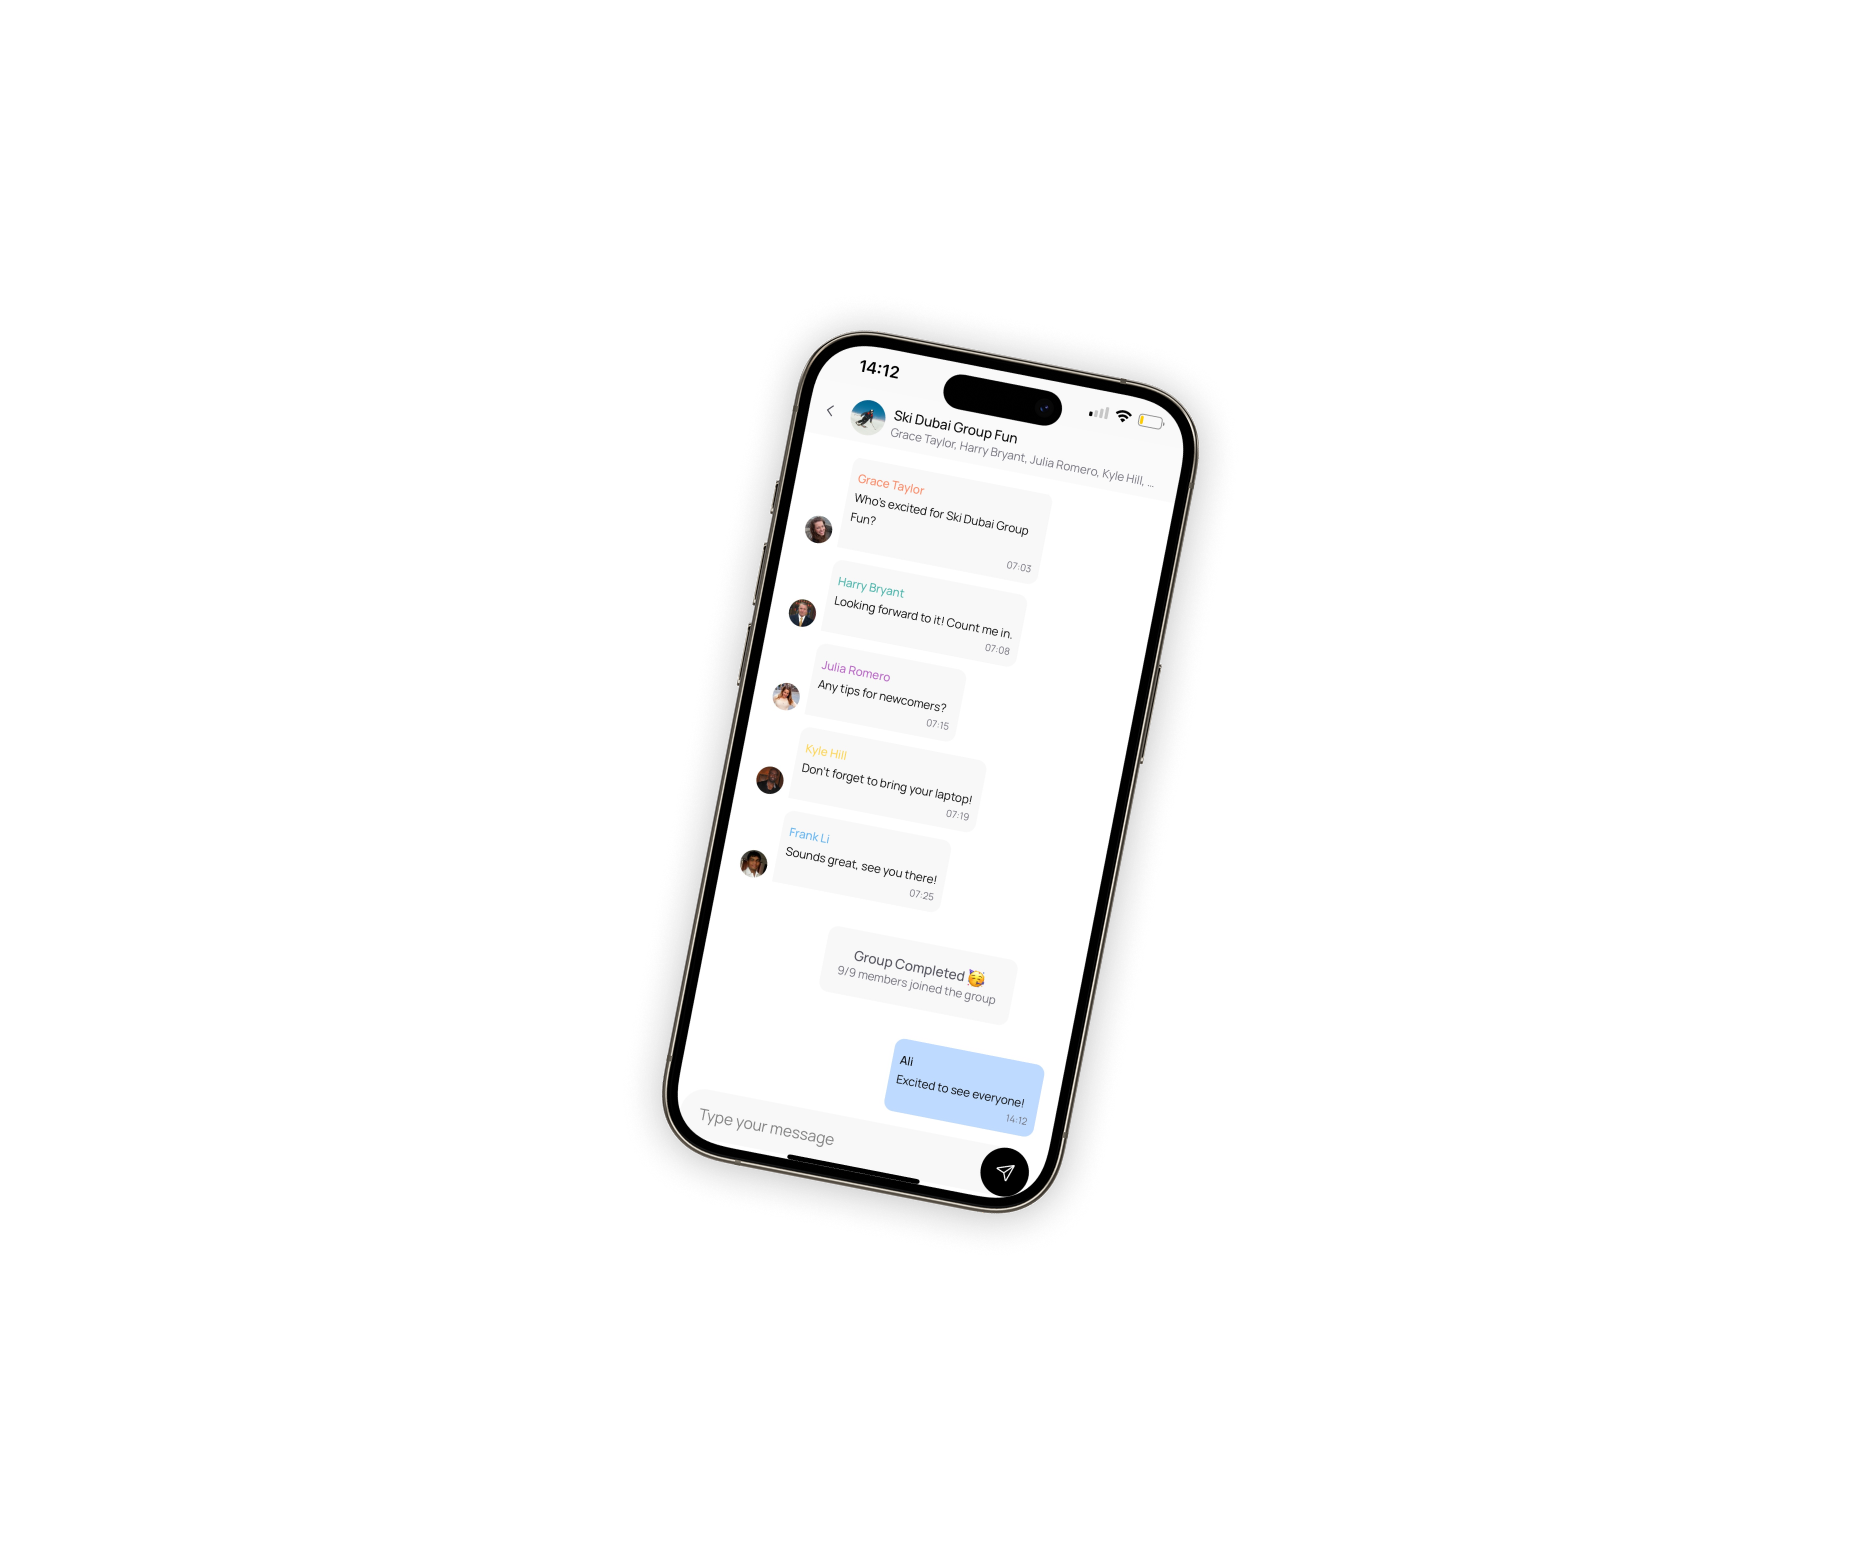 14:12
Ski Dubai Group Fun
Grace Taylor, Harry Bryant, Julia Romero, Kyle Hill, ...
Grace Taylor
Who's excited for Ski Dubai Group
Fun?
07:03
Harry Bryant
Looking forward to it! Count me in.
07:08
Julia Romero
Any tips for newcomers?
07:15
Kyle Hill
Don't forget to bring your laptop!
07:19
Frank Li
Sounds great, see you there!
07:25
Group Completed 🥳
9/9 members joined the group
Ali
Excited to see everyone!
14:12
Type your message